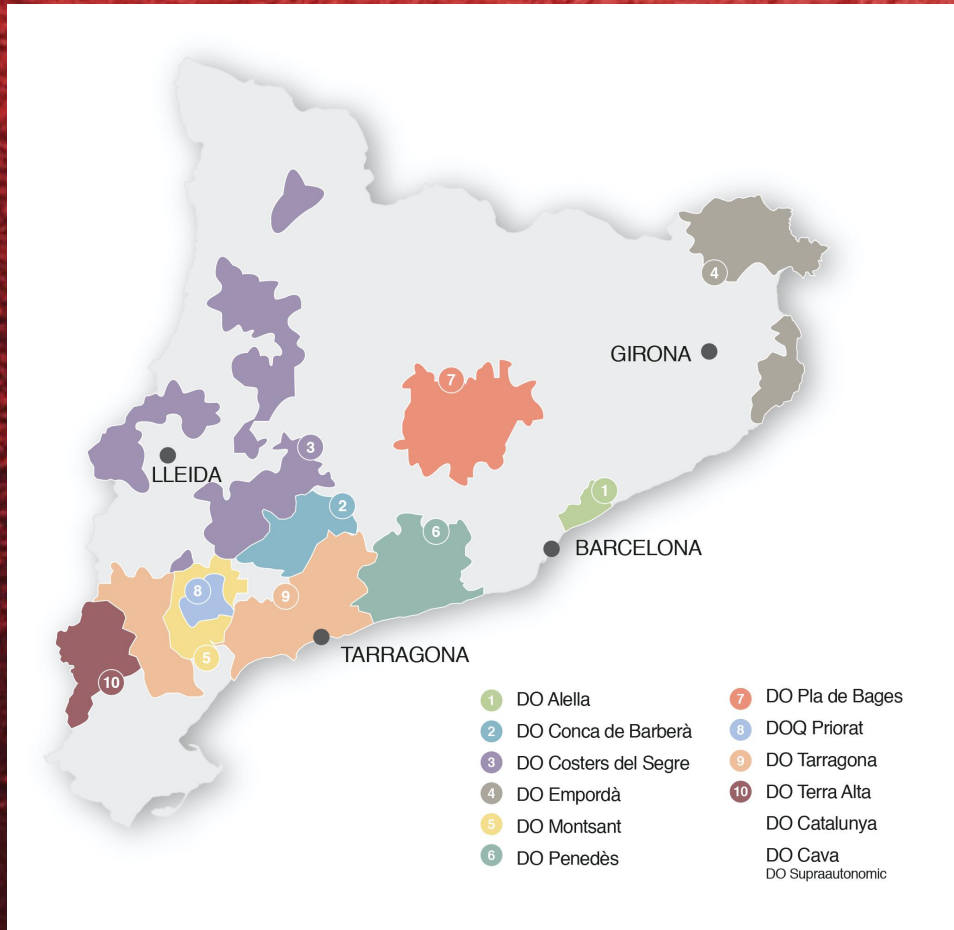 4
GIRONA
7
3
LLEIDA
1
2
6
BARCELONA
8
9
TARRAGONA
5
10
1 DO Alella
2 DO Conca de Barberà
3 DO Costers del Segre
4 DO Empordà
5 DO Montsant
6 DO Penedès
7 DO Pla de Bages
8 DOQ Priorat
9 DO Tarragona
10 DO Terra Alta
DO Catalunya
DO Cava
DO Supraautonomic